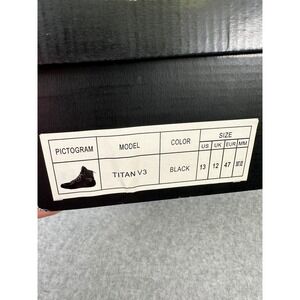 PICTOGRAM MODEL COLOR SIZE
US UK EUR MM
TITAN V3 BLACK 13 12 47